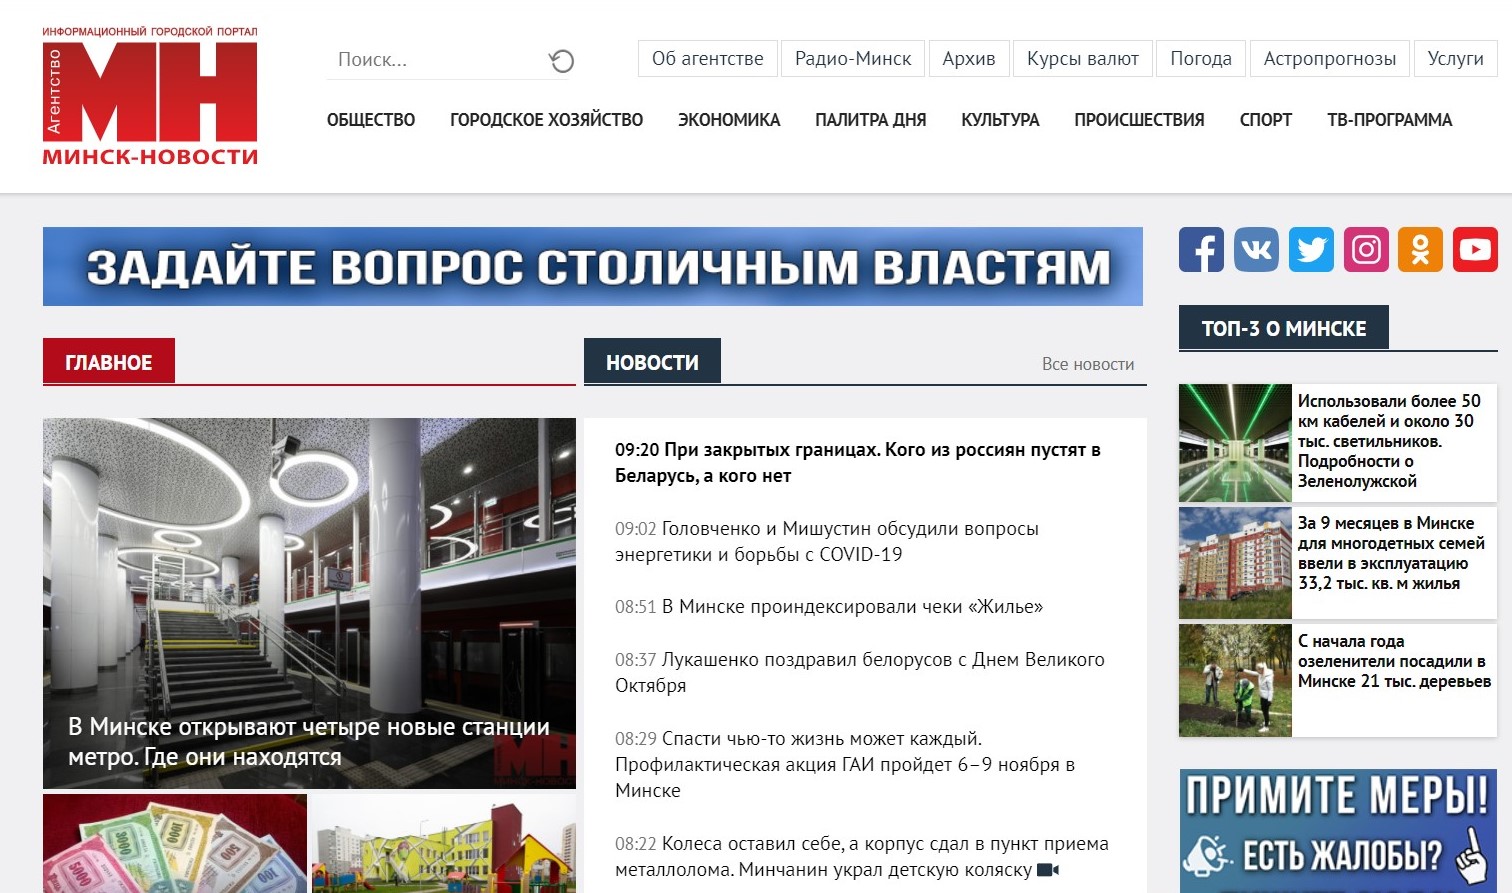 ИНФОРМАЦИОННЫЙ ГОРОДСКОЙ ПОРТАЛ
Агентство
МН
МИНСК-НОВОСТИ
Поиск...
Об агентстве
Радио-Минск
Архив
Курсы валют
Погода
Астропрогнозы
Услуги
ОБЩЕСТВО
ГОРОДСКОЕ ХОЗЯЙСТВО
ЭКОНОМИКА
ПАЛИТРА ДНЯ
КУЛЬТУРА
ПРОИСШЕСТВИЯ
СПОРТ
ТВ-ПРОГРАММА
ЗАДАЙТЕ ВОПРОС СТОЛИЧНЫМ ВЛАСТЯМ
ГЛАВНОЕ
В Минске открывают четыре новые станции
метро. Где они находятся
МН
5000
3000
1000
500
100
НОВОСТИ
Все новости
09:20 При закрытых границах. Кого из россиян пустят в
Беларусь, а кого нет
09:02 Головченко и Мишустин обсудили вопросы
энергетики и борьбы с COVID-19
08:51 В Минске проиндексировали чеки «Жилье»
08:37 Лукашенко поздравил белорусов с Днем Великого
Октября
08:29 Спасти чью-то жизнь может каждый.
Профилактическая акция ГАИ пройдет 6–9 ноября в
Минске
08:22 Колеса оставил себе, а корпус сдал в пункт приема
металлолома. Минчанин украл детскую коляску
ТОП-3 О МИНСКЕ
Использовали более 50
км кабелей и около 30
тыс. светильников.
Подробности о
Зеленолужской
За 9 месяцев в Минске
для многодетных семей
ввели в эксплуатацию
33,2 тыс. кв. м жилья
С начала года
озеленители посадили в
Минске 21 тыс. деревьев
ПРИМИТЕ МЕРЫ!
ЕСТЬ ЖАЛОБЫ?